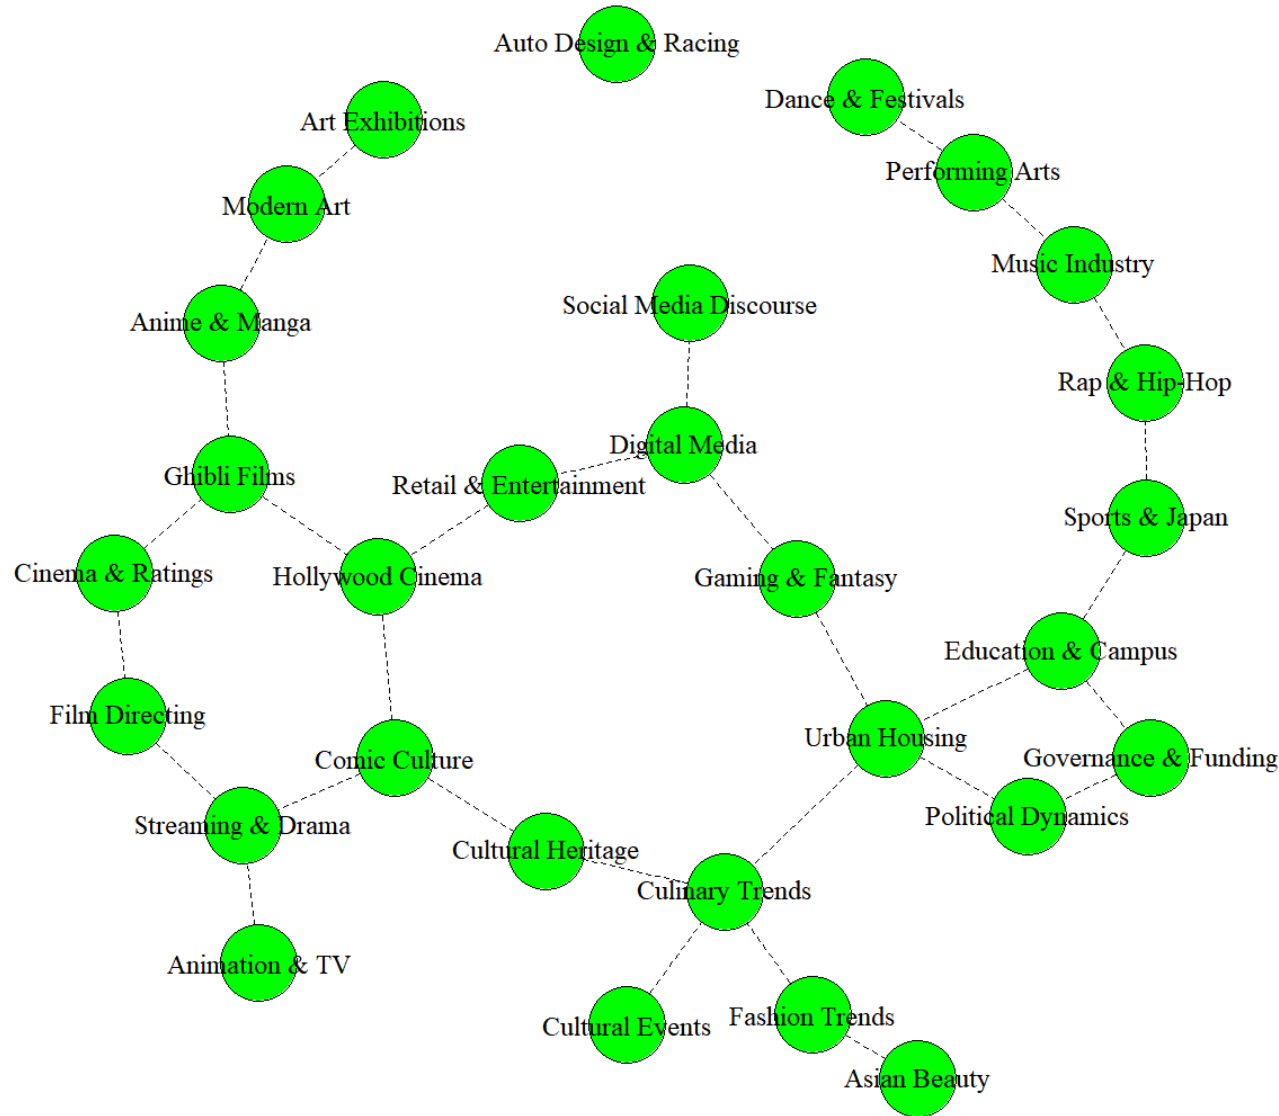 Auto Design & Racing
Dance & Festivals
Art Exhibitions
Performing Arts
Modern Art
Music Industry
Social Media Discourse
Anime & Manga
Rap & Hip-Hop
Digital Media
Ghibli Films
Retail & Entertainment
Sports & Japan
Cinema & Ratings
Hollywood Cinema
Gaming & Fantasy
Education & Campus
Film Directing
Urban Housing
Comic Culture
Governance & Funding
Political Dynamics
Streaming & Drama
Cultural Heritage
Culinary Trends
Animation & TV
Fashion Trends
Cultural Events
Asian Beauty